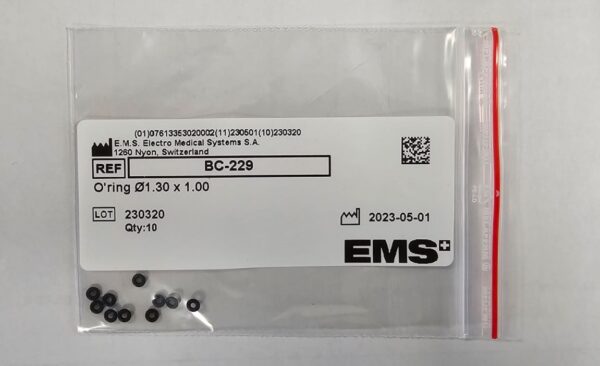 (01)07613353020002(11)230501(10)230320
E.M.S. Electro Medical Systems S.A.
1260 Nyon, Switzerland
REF BC-229
O'ring Ø1.30 x 1.00
LOT 230320
2023-05-01
Qty:10
EMS